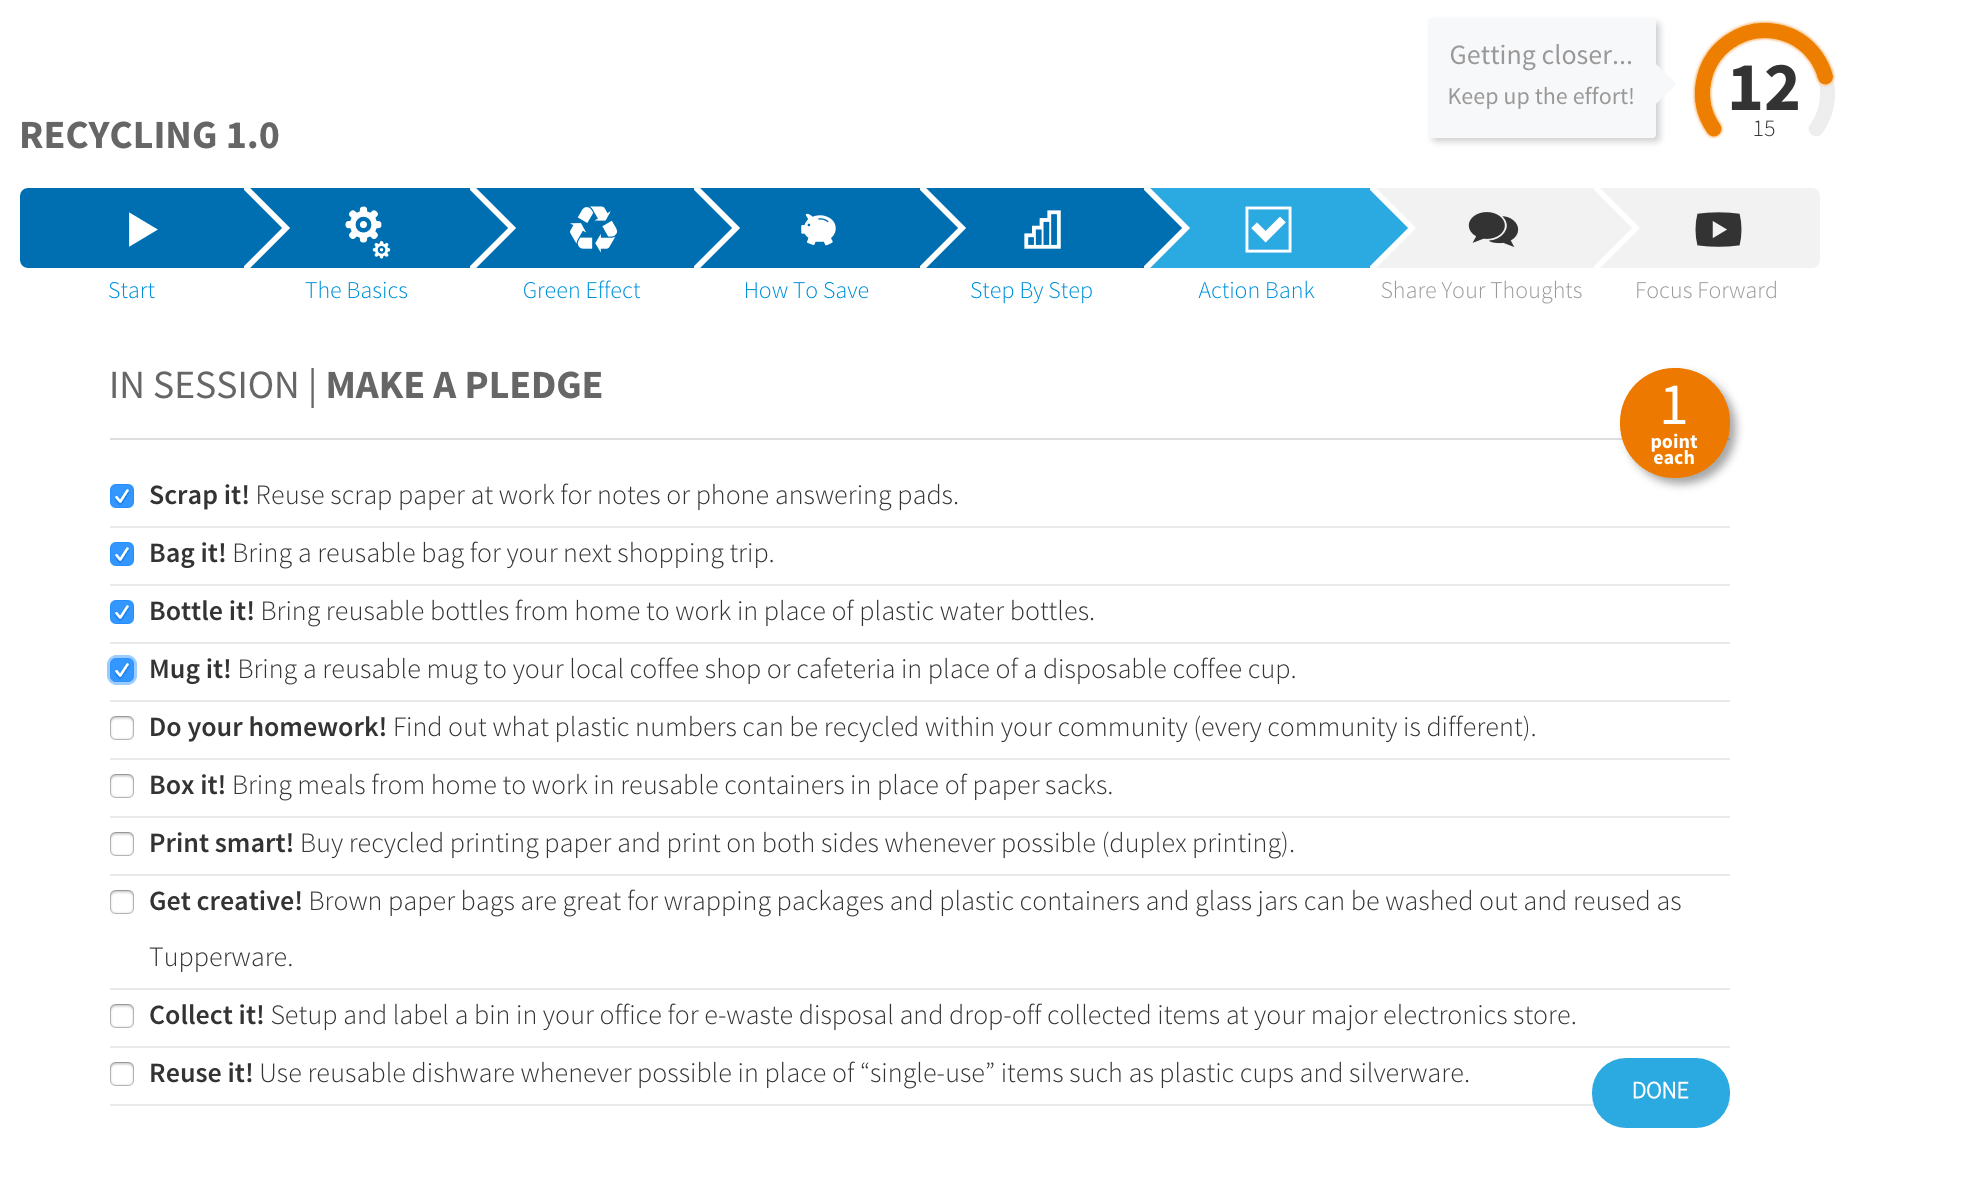 Getting closer...
Keep up the effort!
12
15
RECYCLING 1.0
Start
The Basics
Green Effect
How To Save
Step By Step
Action Bank
Share Your Thoughts
Focus Forward
IN SESSION | MAKE A PLEDGE
1
point
each
Scrap it! Reuse scrap paper at work for notes or phone answering pads.
Bag it! Bring a reusable bag for your next shopping trip.
Bottle it! Bring reusable bottles from home to work in place of plastic water bottles.
Mug it! Bring a reusable mug to your local coffee shop or cafeteria in place of a disposable coffee cup.
Do your homework! Find out what plastic numbers can be recycled within your community (every community is different).
Box it! Bring meals from home to work in reusable containers in place of paper sacks.
Print smart! Buy recycled printing paper and print on both sides whenever possible (duplex printing).
Get creative! Brown paper bags are great for wrapping packages and plastic containers and glass jars can be washed out and reused as
Tupperware.
Collect it! Setup and label a bin in your office for e-waste disposal and drop-off collected items at your major electronics store.
Reuse it! Use reusable dishware whenever possible in place of “single-use” items such as plastic cups and silverware.
DONE